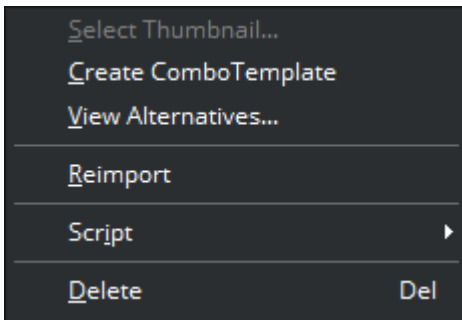 Select Thumbnail...
Create ComboTemplate
View Alternatives...
Reimport
Script
Delete Del